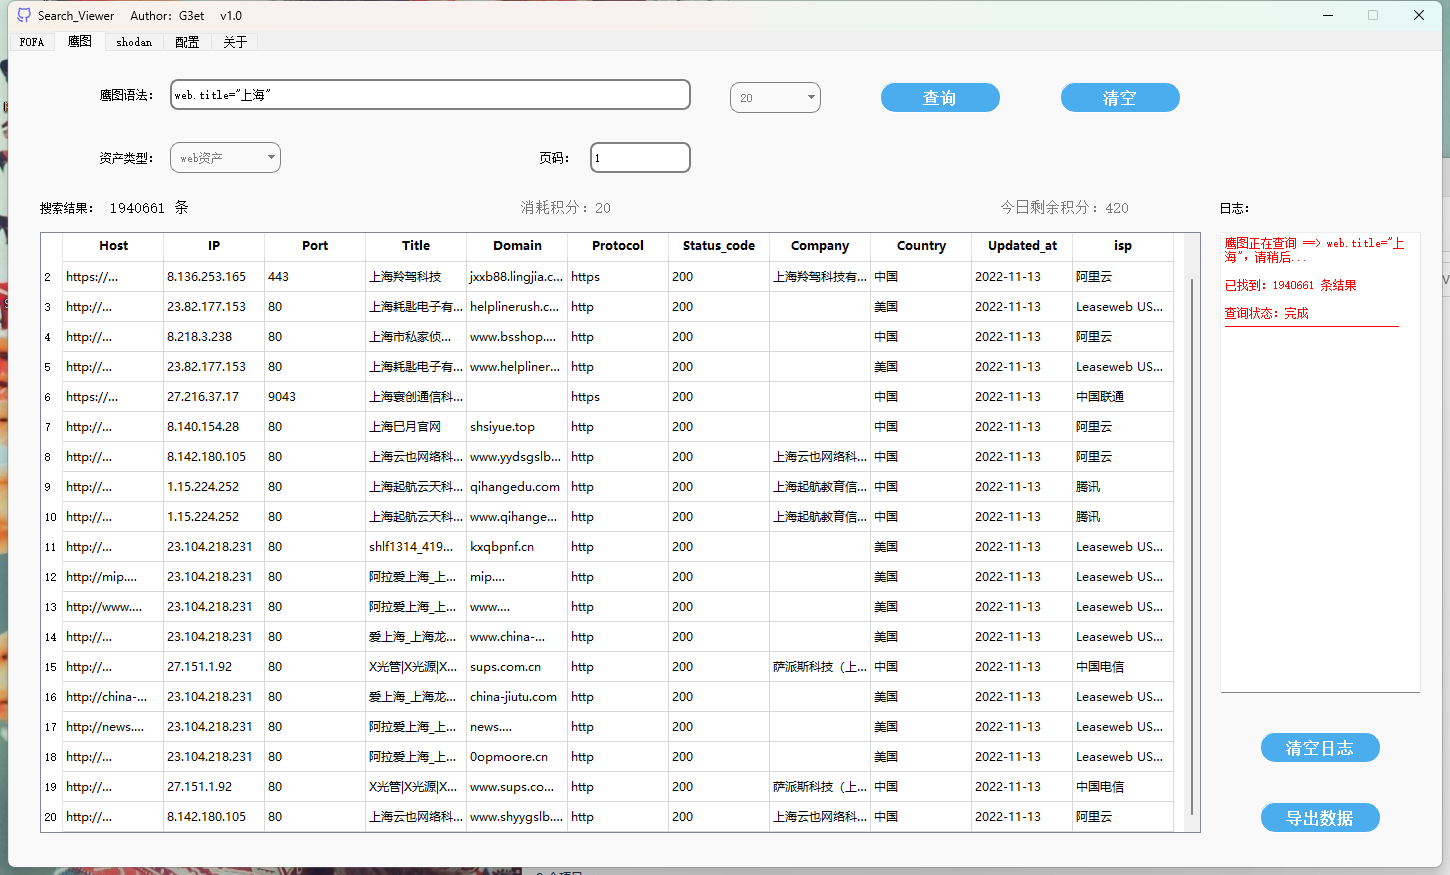 Search_Viewer Author: G3et v1.0
FOFA 鹰图 shodan 配置 关于
鹰图语法: web.title="上海" 20 查询 清空
资产类型: web资产 页码: 1
搜索结果: 1940661 条 消耗积分: 20 今日剩余积分: 420 日志:
Host IP Port Title Domain Protocol Status_code Company Country Updated_at isp
2 https://... 8.136.253.165 443 上海羚驾科技 jxxb88.lingjia.c... https 200 上海羚驾科技有... 中国 2022-11-13 阿里云
3 http://... 23.82.177.153 80 上海耗匙电子有... helplinerush.c... http 200 美国 2022-11-13 Leaseweb US...
4 http://... 8.218.3.238 80 上海市私家侦... www.bsshop.... http 200 中国 2022-11-13 阿里云
5 http://... 23.82.177.153 80 上海耗匙电子有... www.helpliner... http 200 美国 2022-11-13 Leaseweb US...
6 https://... 27.216.37.17 9043 上海寰创通信科... https 200 中国 2022-11-13 中国联通
7 http://... 8.140.154.28 80 上海巳月官网 shsiyue.top http 200 中国 2022-11-13 阿里云
8 http://... 8.142.180.105 80 上海云也网络科... www.yydsgslb... http 200 上海云也网络科... 中国 2022-11-13 阿里云
9 http://... 1.15.224.252 80 上海起航云天科... qihangedu.com http 200 上海起航教育信... 中国 2022-11-13 腾讯
10 http://... 1.15.224.252 80 上海起航云天科... www.qihange... http 200 上海起航教育信... 中国 2022-11-13 腾讯
11 http://... 23.104.218.231 80 shlf1314_419... kxqbpnf.cn http 200 美国 2022-11-13 Leaseweb US...
12 http://mip.... 23.104.218.231 80 阿拉爱上海_上... mip.... http 200 美国 2022-11-13 Leaseweb US...
13 http://www.... 23.104.218.231 80 阿拉爱上海_上... www.... http 200 美国 2022-11-13 Leaseweb US...
14 http://... 23.104.218.231 80 爱上海_上海龙... www.china-... http 200 美国 2022-11-13 Leaseweb US...
15 http://... 27.151.1.92 80 X光管|X光源|X... sups.com.cn http 200 萨派斯科技（上... 中国 2022-11-13 中国电信
16 http://china-... 23.104.218.231 80 爱上海_上海龙... china-jiutu.com http 200 美国 2022-11-13 Leaseweb US...
17 http://news.... 23.104.218.231 80 阿拉爱上海_上... news.... http 200 美国 2022-11-13 Leaseweb US...
18 http://... 23.104.218.231 80 阿拉爱上海_上... 0opmoore.cn http 200 美国 2022-11-13 Leaseweb US...
19 http://... 27.151.1.92 80 X光管|X光源|X... www.sups.co... http 200 萨派斯科技（上... 中国 2022-11-13 中国电信
20 http://... 8.142.180.105 80 上海云也网络科... www.shyygslb.... http 200 上海云也网络科... 中国 2022-11-13 阿里云
鹰图正在查询 ==> web.title="上
海", 请稍后...
已找到: 1940661 条结果
查询状态: 完成
清空日志
导出数据